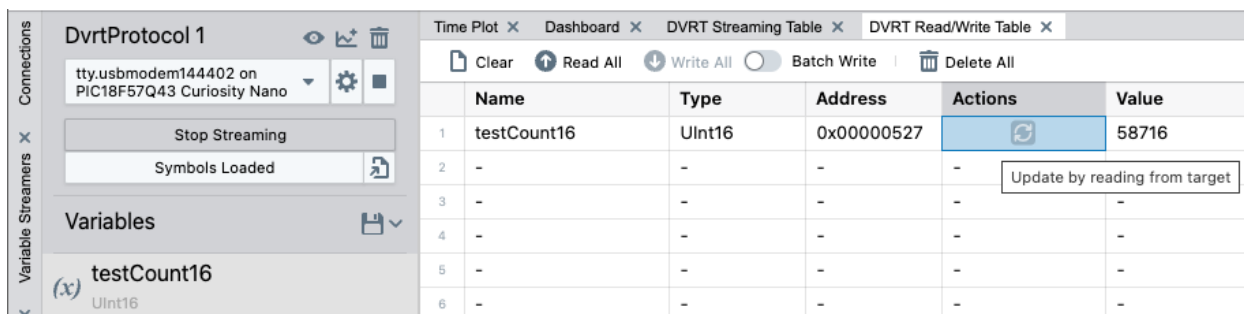 Connections
Variable Streamers
DvrtProtocol 1
tty.usbmodem144402 on
PIC18F57Q43 Curiosity Nano
Stop Streaming
Symbols Loaded
Variables
(x) testCount16
UInt16
Time Plot Dashboard DVRT Streaming Table DVRT Read/Write Table
Clear Read All Write All Batch Write Delete All
Name Type Address Actions Value
1 testCount16 UInt16 0x00000527 58716
2 - - - - -
Update by reading from target
3 - - - - -
4 - - - - -
5 - - - - -
6 - - - - -